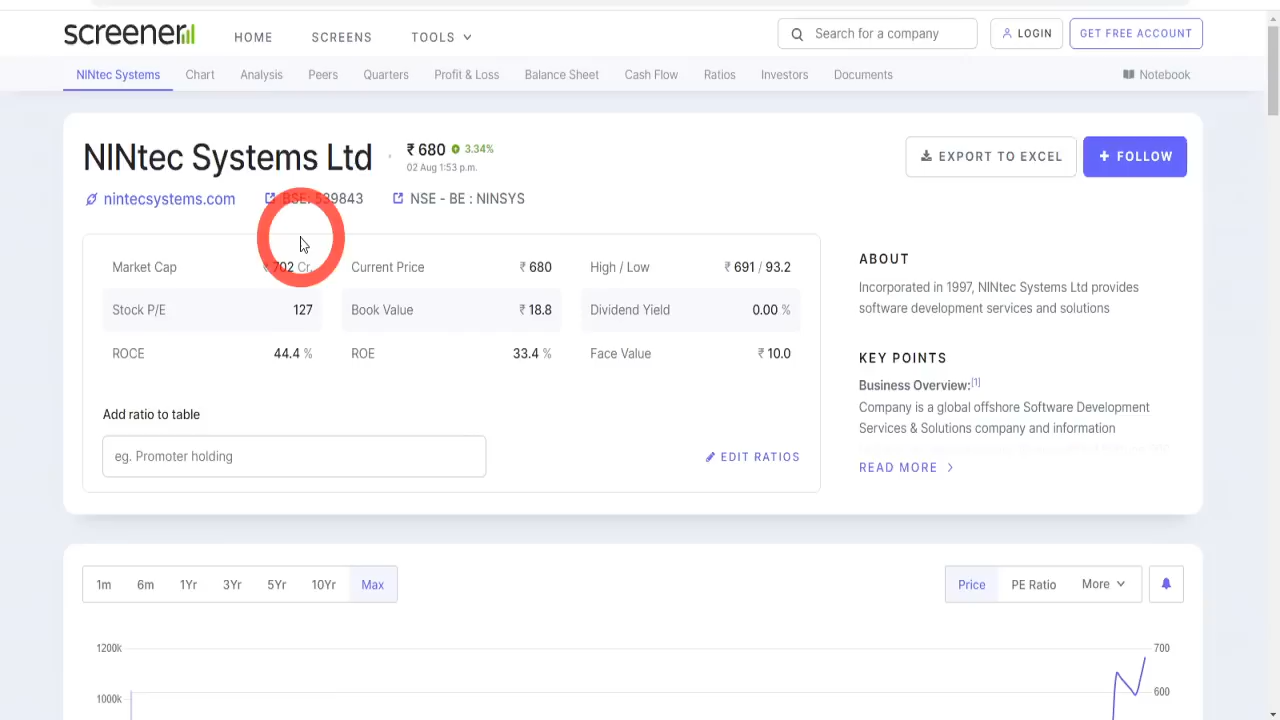 screener
HOME SCREENS TOOLS
Search for a company
LOGIN
GET FREE ACCOUNT
NINtec Systems Chart Analysis Peers Quarters Profit & Loss Balance Sheet Cash Flow Ratios Investors Documents Notebook
NINtec Systems Ltd
₹ 680 3.34%
02 Aug 1:53 p.m.
EXPORT TO EXCEL
+ FOLLOW
nintecsystems.com BSE: 539843 NSE - BE : NINSYS
Market Cap ₹ 702 Cr. Current Price ₹ 680 High / Low ₹ 691 / 93.2
Stock P/E 127 Book Value ₹ 18.8 Dividend Yield 0.00 %
ROCE 44.4 % ROE 33.4 % Face Value ₹ 10.0
Add ratio to table
eg. Promoter holding
EDIT RATIOS
ABOUT
Incorporated in 1997, NINtec Systems Ltd provides
software development services and solutions
KEY POINTS
Business Overview:[1]
Company is a global offshore Software Development
Services & Solutions company and information
READ MORE
1m 6m 1Yr 3Yr 5Yr 10Yr Max
Price PE Ratio More
1200k 700
1000k 600